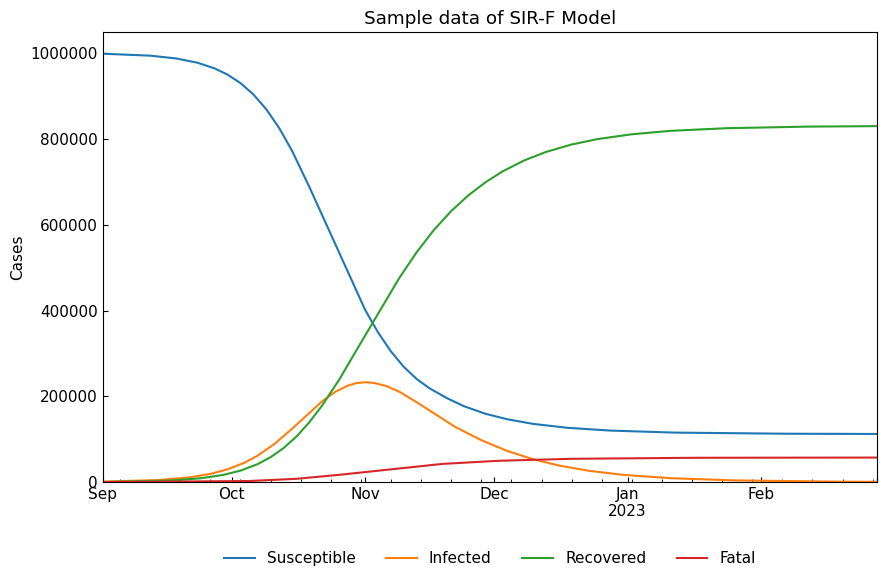 Sample data of SIR-F Model
Cases
1000000
800000
600000
400000
200000
0
Sep Oct Nov Dec Jan Feb
2023
Susceptible Infected Recovered Fatal